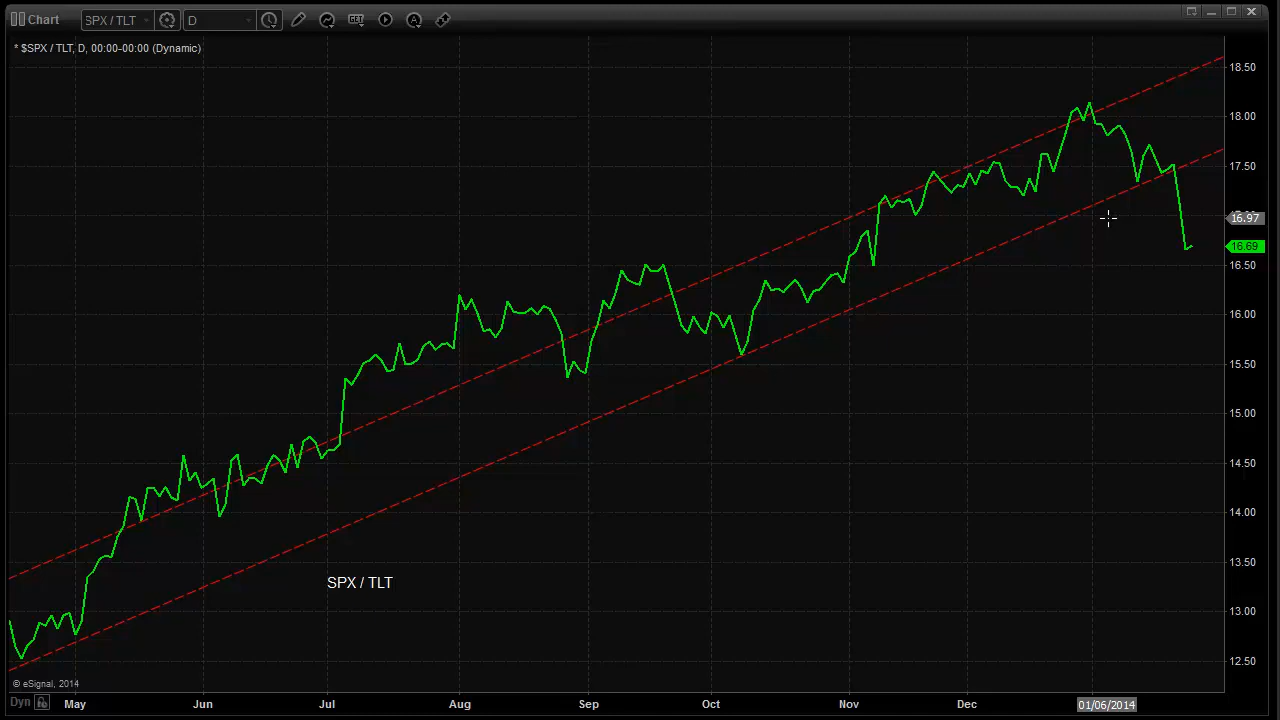 Chart SPX / TLT D GET A
* $SPX / TLT, D, 00:00-00:00 (Dynamic)
18.50
18.00
17.50
16.97
16.69
16.50
16.00
15.50
15.00
14.50
14.00
13.50
SPX / TLT
13.00
12.50
© eSignal, 2014
Dyn May Jun Jul Aug Sep Oct Nov Dec 01/06/2014